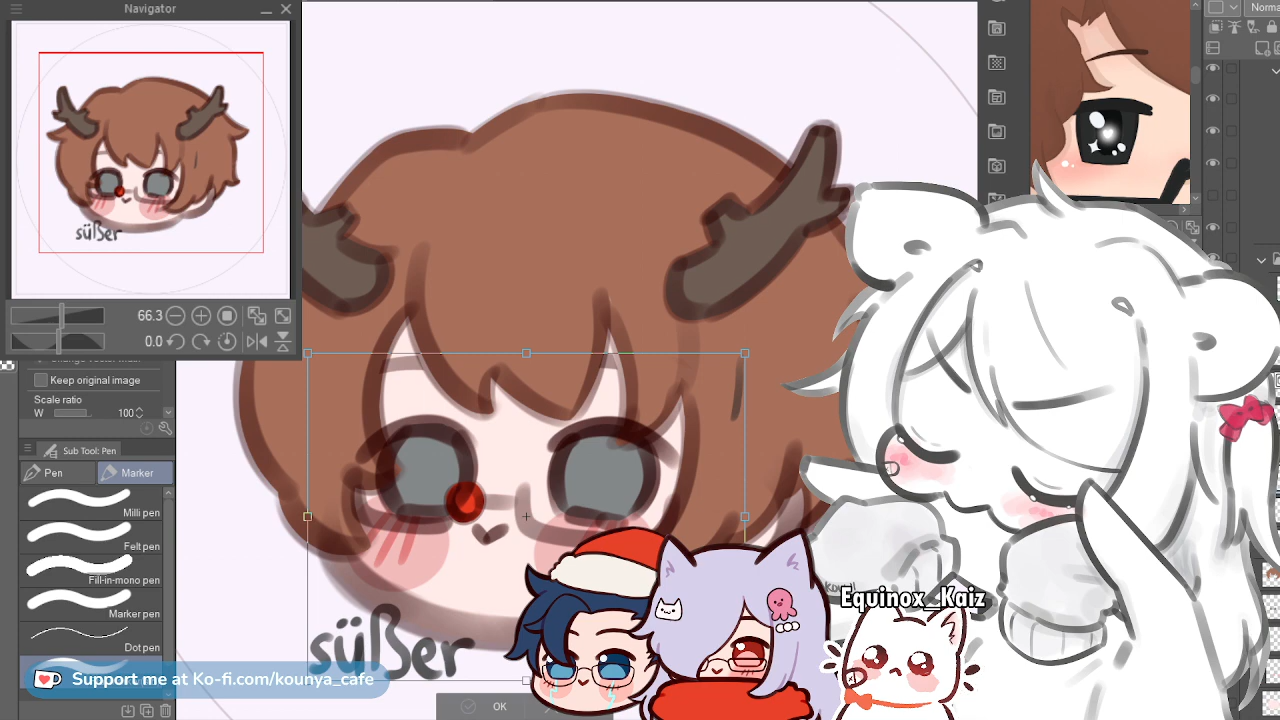 Navigator
süßer
66.3
0.0
Keep original image
Scale ratio
W 100
Sub Tool: Pen
Pen
Marker
Milli pen
Felt pen
Fill-in-mono pen
Marker pen
Dot pen
Support me at Ko-fi.com/kounya_cafe
süßer
OK
Equinox_Kaiz
Norma